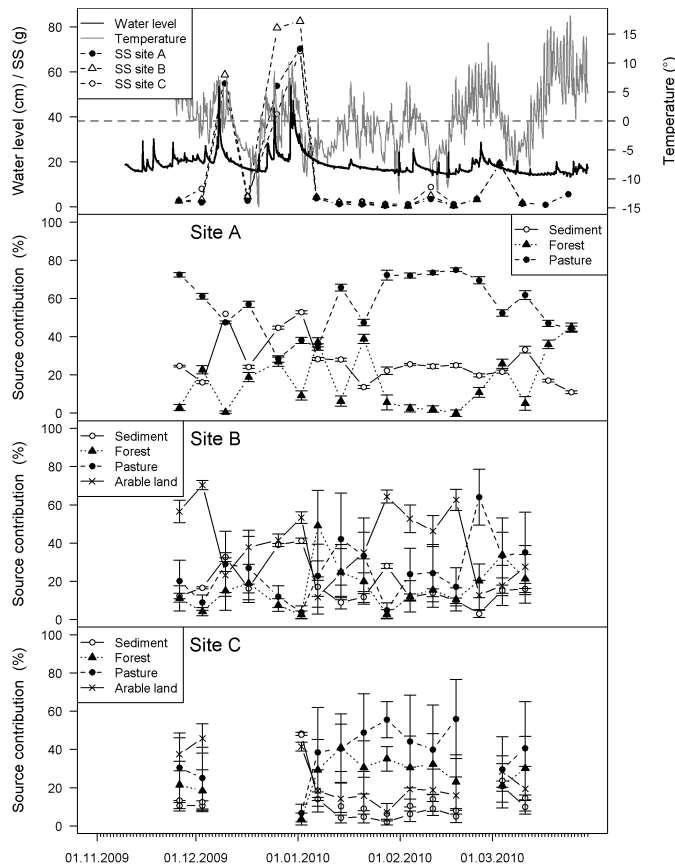 Water level
Temperature
SS site A
SS site B
SS site C
Water level (cm) / SS (g)
80
60
40
20
0
Temperature (°)
15
10
5
0
-5
-10
-15
Site A
Sediment
Forest
Pasture
Source contribution (%)
100
80
60
40
20
0
Site B
Sediment
Forest
Pasture
Arable land
Source contribution (%)
100
80
60
40
20
0
Site C
Sediment
Forest
Pasture
Arable land
Source contribution (%)
100
80
60
40
20
0
01.11.2009 01.12.2009 01.01.2010 01.02.2010 01.03.2010